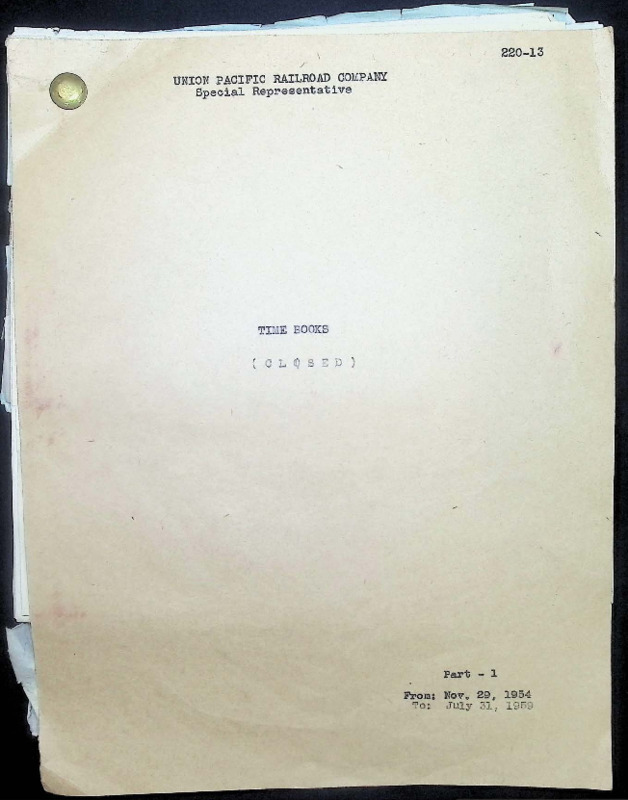 220-13
UNION PACIFIC RAILROAD COMPANY
Special Representative
TIME BOOKS
( C L O S E D )
Part - 1
From: Nov. 29, 1954
To: July 31, 1959